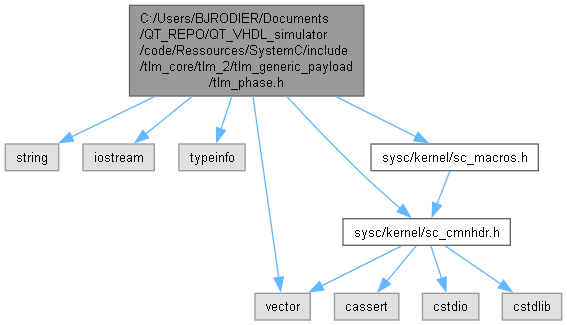 C:/Users/BJRODIER/Documents
/QT_REPO/QT_VHDL_simulator
/code/Ressources/SystemC/include
/tlm_core/tlm_2/tlm_generic_payload
/tlm_phase.h
string
iostream
typeinfo
sysc/kernel/sc_macros.h
sysc/kernel/sc_cmnhdr.h
vector
cassert
cstdio
cstdlib